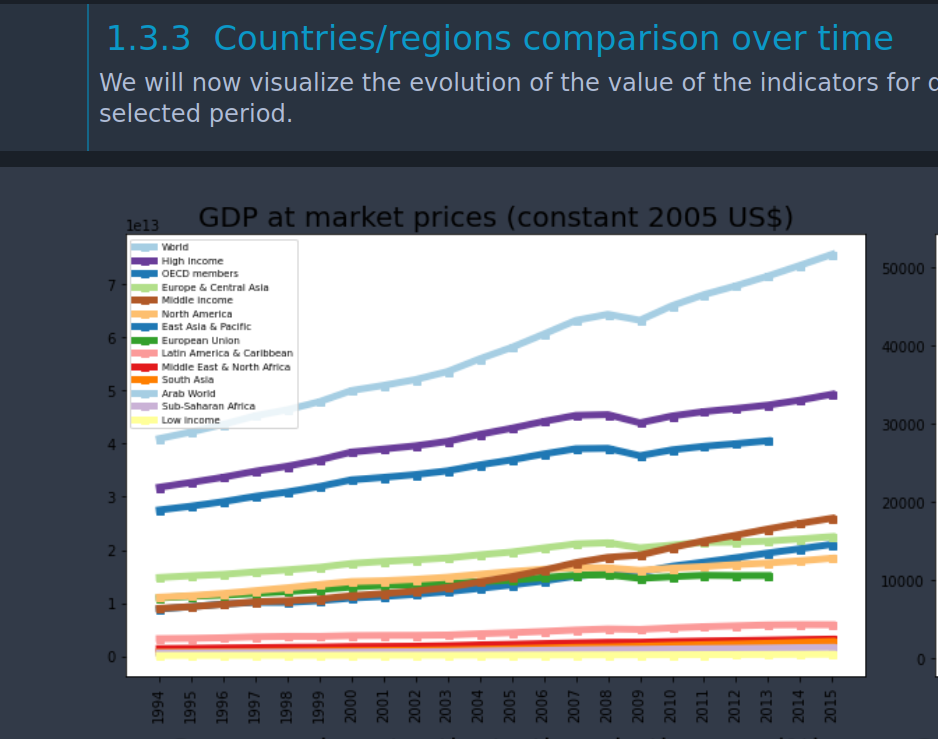 1.3.3 Countries/regions comparison over time
We will now visualize the evolution of the value of the indicators for
selected period.
GDP at market prices (constant 2005 US$)
1e13
World
High income
OECD members
Europe & Central Asia
Middle income
North America
East Asia & Pacific
European Union
Latin America & Caribbean
Middle East & North Africa
South Asia
Arab World
Sub-Saharan Africa
Low income
7
6
5
4
3
2
1
0
1994 1995 1996 1997 1998 1999 2000 2001 2002 2003 2004 2005 2006 2007 2008 2009 2010 2011 2012 2013 2014 2015
50000
40000
30000
20000
10000
0